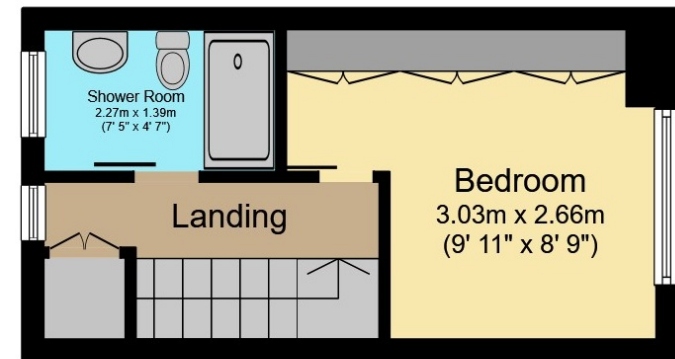 Shower Room
2.27m x 1.39m
(7' 5" x 4' 7")
Landing
Bedroom
3.03m x 2.66m
(9' 11" x 8' 9")